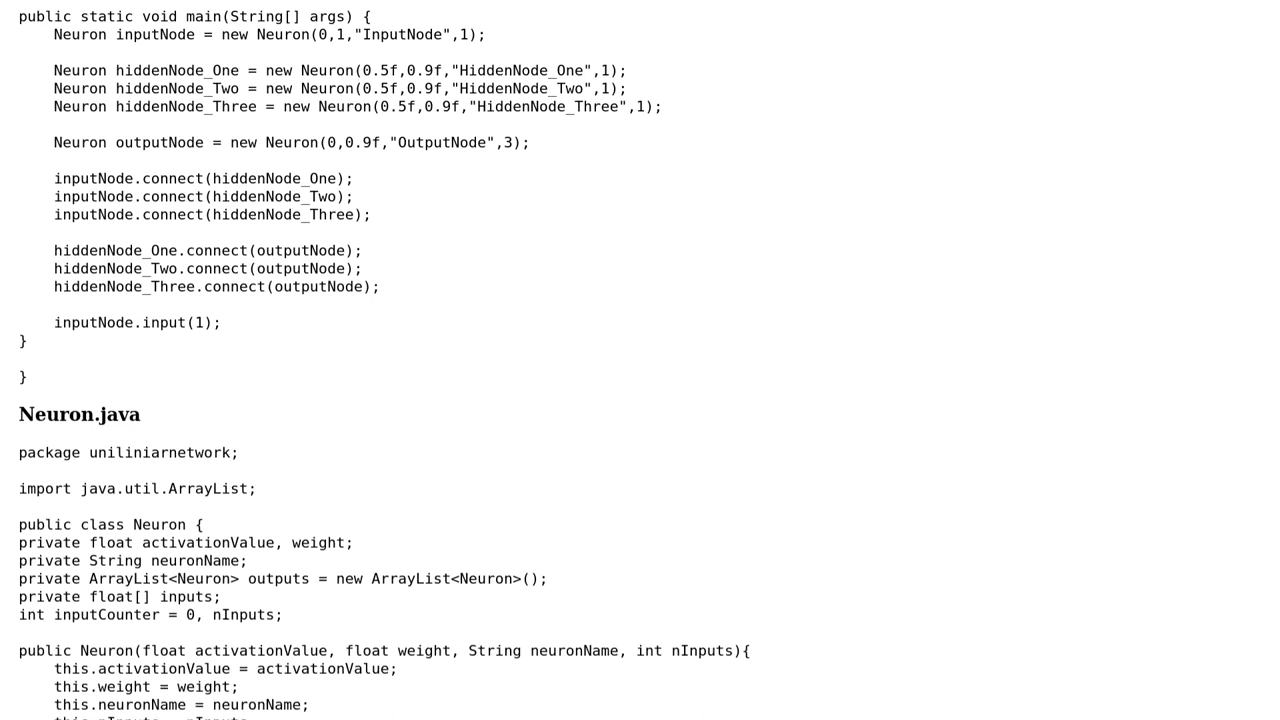 public static void main(String[] args) {
    Neuron inputNode = new Neuron(0,1,"InputNode",1);

    Neuron hiddenNode_One = new Neuron(0.5f,0.9f,"HiddenNode_One",1);
    Neuron hiddenNode_Two = new Neuron(0.5f,0.9f,"HiddenNode_Two",1);
    Neuron hiddenNode_Three = new Neuron(0.5f,0.9f,"HiddenNode_Three",1);

    Neuron outputNode = new Neuron(0,0.9f,"OutputNode",3);

    inputNode.connect(hiddenNode_One);
    inputNode.connect(hiddenNode_Two);
    inputNode.connect(hiddenNode_Three);

    hiddenNode_One.connect(outputNode);
    hiddenNode_Two.connect(outputNode);
    hiddenNode_Three.connect(outputNode);

    inputNode.input(1);
}

}
Neuron.java
package uniliniarnetwork;

import java.util.ArrayList;

public class Neuron {
private float activationValue, weight;
private String neuronName;
private ArrayList<Neuron> outputs = new ArrayList<Neuron>();
private float[] inputs;
int inputCounter = 0, nInputs;

public Neuron(float activationValue, float weight, String neuronName, int nInputs){
    this.activationValue = activationValue;
    this.weight = weight;
    this.neuronName = neuronName;